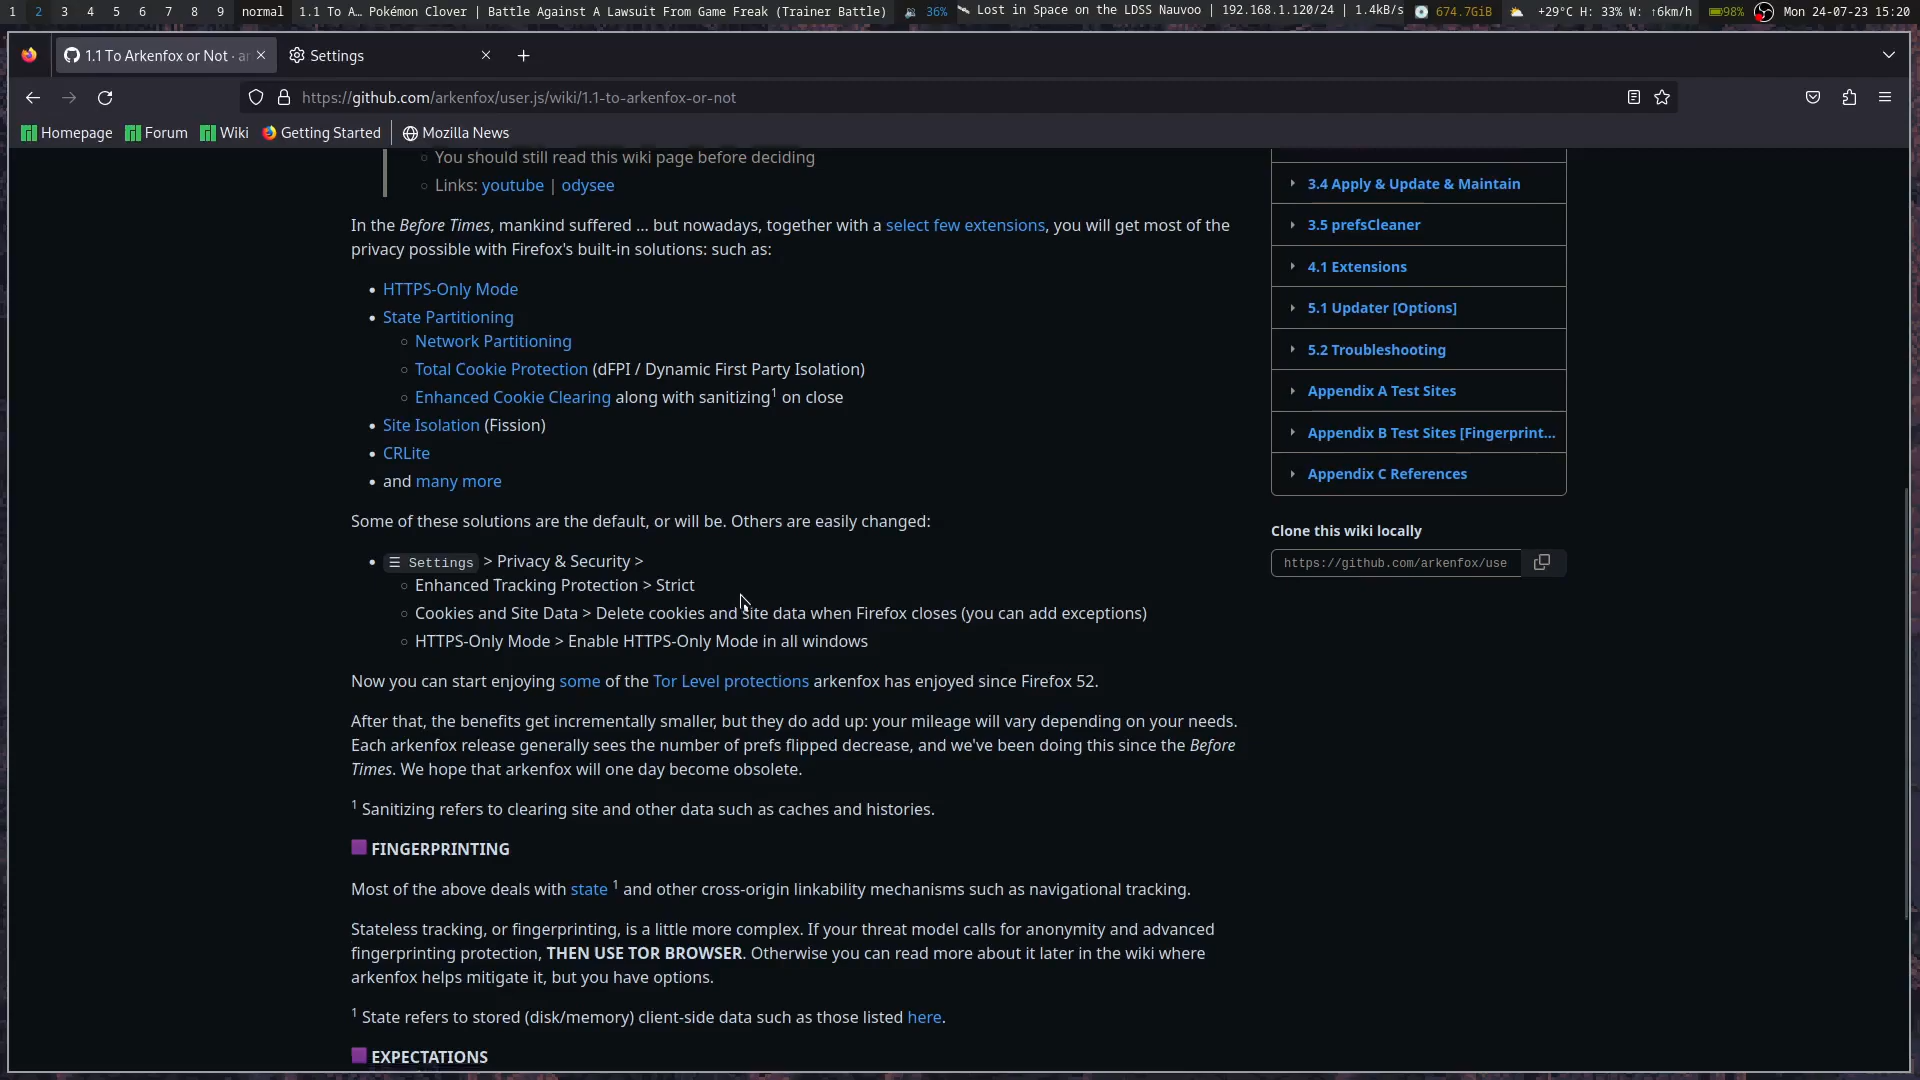 1 2 3 4 5 6 7 8 9 normal 1.1 To A… Pokémon Clover | Battle Against A Lawsuit From Game Freak (Trainer Battle) 36% Lost in Space on the LDSS Nauvoo | 192.168.1.120/24 | 1.4kB/s 674.7GiB +29°C H: 33% W: ↑6km/h 98% Mon 24-07-23 15:20
1.1 To Arkenfox or Not · ar
Settings
https://github.com/arkenfox/user.js/wiki/1.1-to-arkenfox-or-not
Homepage Forum Wiki Getting Started Mozilla News
You should still read this wiki page before deciding
Links: youtube | odysee
In the Before Times, mankind suffered ... but nowadays, together with a select few extensions, you will get most of the
privacy possible with Firefox's built-in solutions: such as:
• HTTPS-Only Mode
• State Partitioning
○ Network Partitioning
○ Total Cookie Protection (dFPI / Dynamic First Party Isolation)
○ Enhanced Cookie Clearing along with sanitizing1 on close
• Site Isolation (Fission)
• CRLite
• and many more
Some of these solutions are the default, or will be. Others are easily changed:
• ☰ Settings > Privacy & Security >
○ Enhanced Tracking Protection > Strict
○ Cookies and Site Data > Delete cookies and site data when Firefox closes (you can add exceptions)
○ HTTPS-Only Mode > Enable HTTPS-Only Mode in all windows
Now you can start enjoying some of the Tor Level protections arkenfox has enjoyed since Firefox 52.
After that, the benefits get incrementally smaller, but they do add up: your mileage will vary depending on your needs.
Each arkenfox release generally sees the number of prefs flipped decrease, and we've been doing this since the Before
Times. We hope that arkenfox will one day become obsolete.
1 Sanitizing refers to clearing site and other data such as caches and histories.
FINGERPRINTING
Most of the above deals with state 1 and other cross-origin linkability mechanisms such as navigational tracking.
Stateless tracking, or fingerprinting, is a little more complex. If your threat model calls for anonymity and advanced
fingerprinting protection, THEN USE TOR BROWSER. Otherwise you can read more about it later in the wiki where
arkenfox helps mitigate it, but you have options.
1 State refers to stored (disk/memory) client-side data such as those listed here.
EXPECTATIONS
3.4 Apply & Update & Maintain
3.5 prefsCleaner
4.1 Extensions
5.1 Updater [Options]
5.2 Troubleshooting
Appendix A Test Sites
Appendix B Test Sites [Fingerprint...
Appendix C References
Clone this wiki locally
https://github.com/arkenfox/use